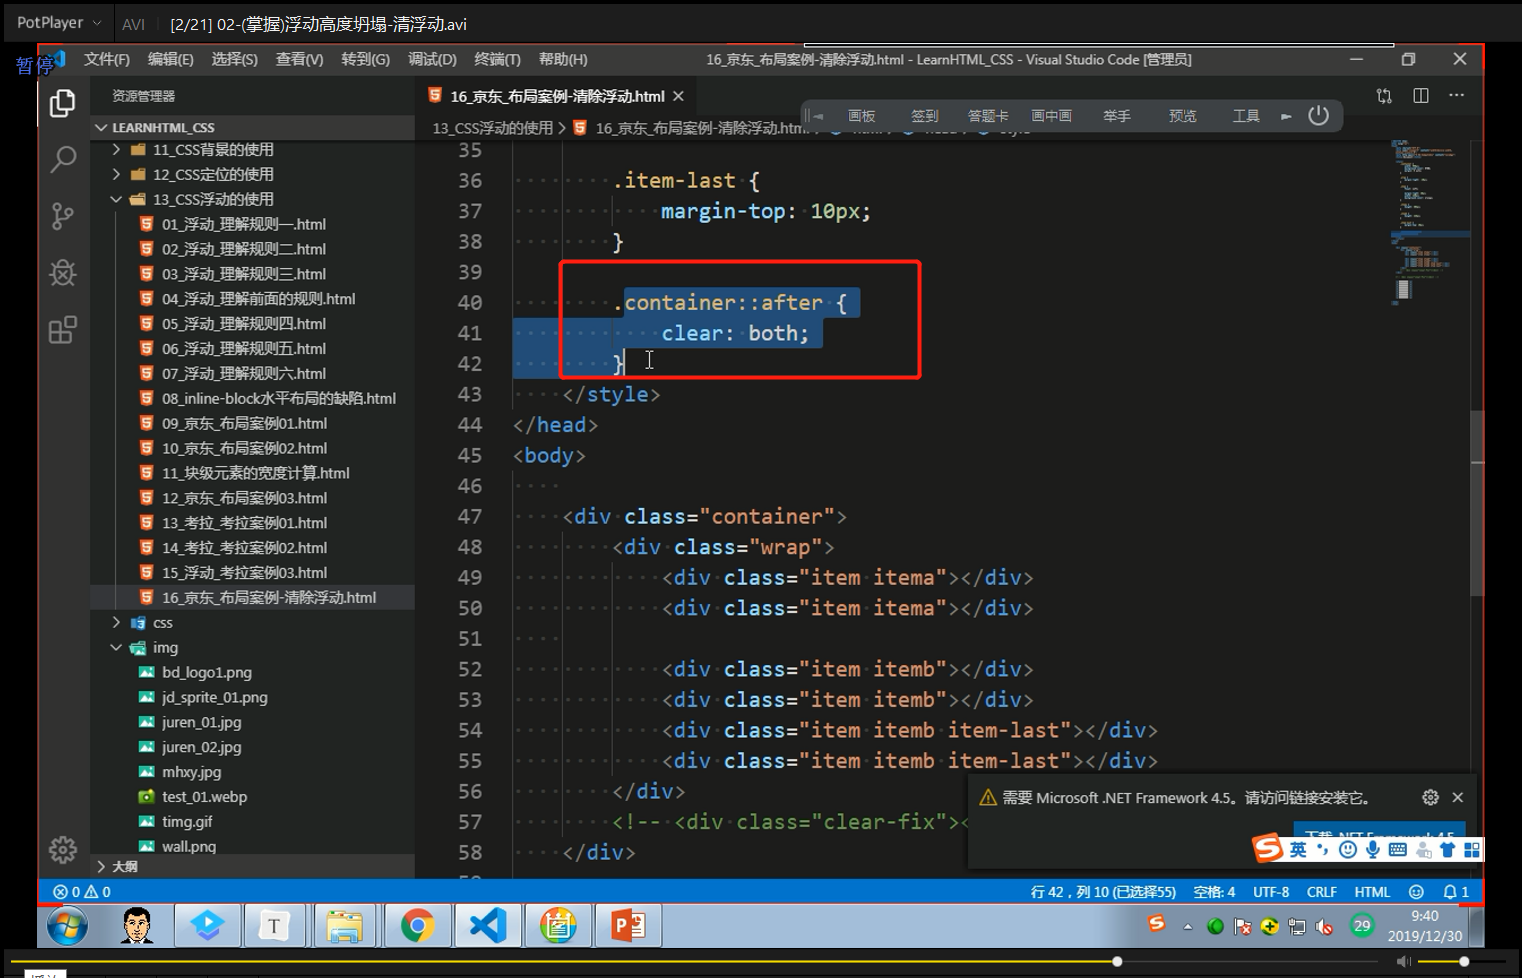 PotPlayer
AVI
[2/21] 02-(掌握)浮动高度坍塌-清浮动.avi
暂停
文件(F) 编辑(E) 选择(S) 查看(V) 转到(G) 调试(D) 终端(T) 帮助(H)
16_京东_布局案例-清除浮动.html - LearnHTML_CSS - Visual Studio Code [管理员]
资源管理器
16_京东_布局案例-清除浮动.html
画板 签到 答题卡 画中画 举手 预览 工具
LEARNHTML_CSS
13_CSS浮动的使用 > 16_京东_布局案例-清除浮动.htm
11_CSS背景的使用
12_CSS定位的使用
13_CSS浮动的使用
01_浮动_理解规则一.html
02_浮动_理解规则二.html
03_浮动_理解规则三.html
04_浮动_理解前面的规则.html
05_浮动_理解规则四.html
06_浮动_理解规则五.html
07_浮动_理解规则六.html
08_inline-block水平布局的缺陷.html
09_京东_布局案例01.html
10_京东_布局案例02.html
11_块级元素的宽度计算.html
12_京东_布局案例03.html
13_考拉_考拉案例01.html
14_考拉_考拉案例02.html
15_浮动_考拉案例03.html
16_京东_布局案例-清除浮动.html
css
img
bd_logo1.png
jd_sprite_01.png
juren_01.jpg
juren_02.jpg
mhxy.jpg
test_01.webp
timg.gif
wall.png
大纲
35
36 .item-last {
37 margin-top: 10px;
38 }
39
40 .container::after {
41 clear: both;
42 }
43 </style>
44 </head>
45 <body>
46
47 <div class="container">
48 <div class="wrap">
49 <div class="item itema"></div>
50 <div class="item itema"></div>
51
52 <div class="item itemb"></div>
53 <div class="item itemb"></div>
54 <div class="item itemb item-last"></div>
55 <div class="item itemb item-last"></div>
56 </div>
57 <!-- <div class="clear-fix"><
58 </div>
需要 Microsoft .NET Framework 4.5。请访问链接安装它。
下载 .NET Framework 4.5
英
0 0
行 42，列 10 (已选择55) 空格: 4 UTF-8 CRLF HTML 1
29
9:40
2019/12/30